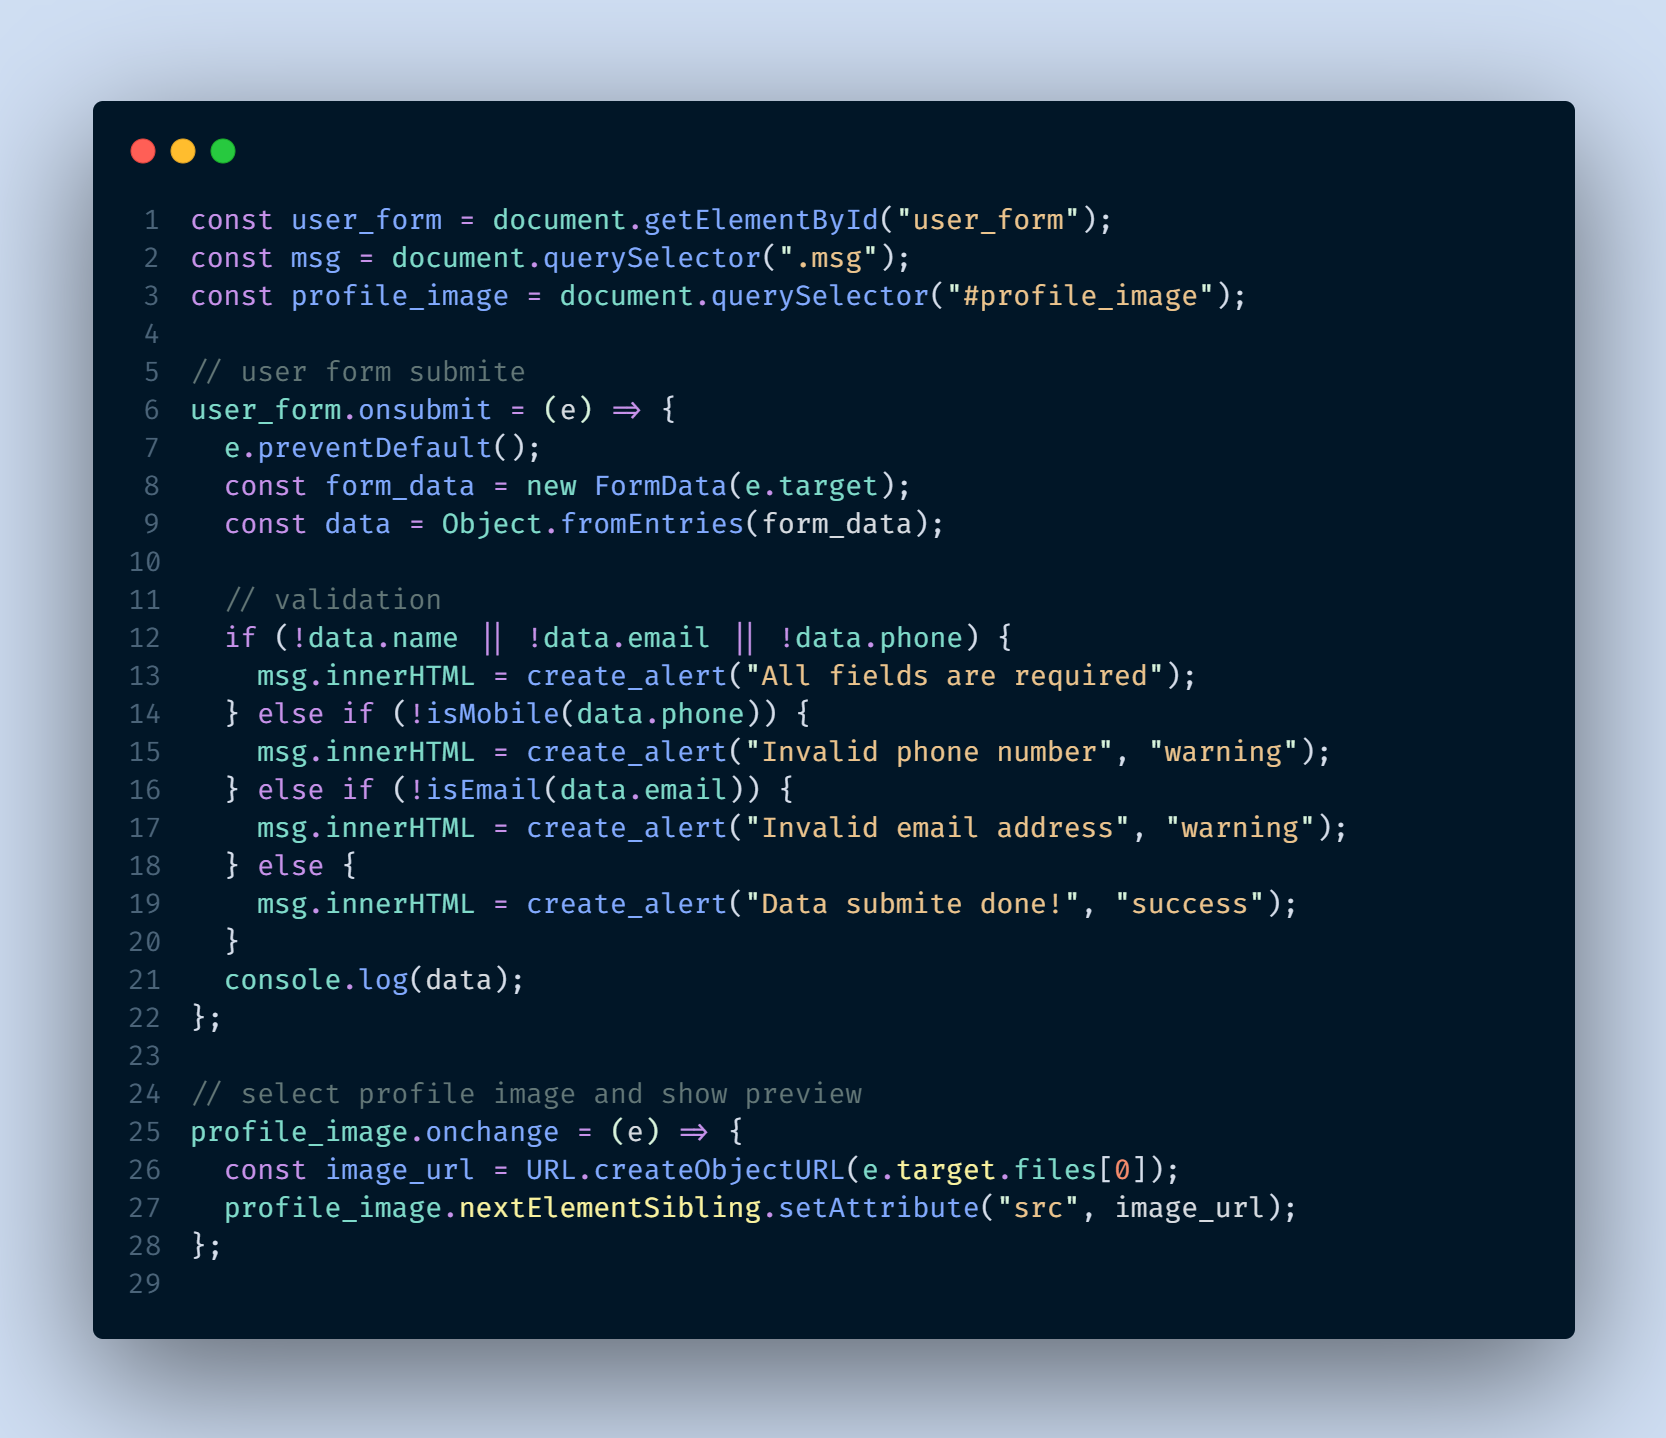 1 const user_form = document.getElementById("user_form");
2 const msg = document.querySelector(".msg");
3 const profile_image = document.querySelector("#profile_image");
4
5 // user form submite
6 user_form.onsubmit = (e) => {
7   e.preventDefault();
8   const form_data = new FormData(e.target);
9   const data = Object.fromEntries(form_data);
10
11   // validation
12   if (!data.name || !data.email || !data.phone) {
13     msg.innerHTML = create_alert("All fields are required");
14   } else if (!isMobile(data.phone)) {
15     msg.innerHTML = create_alert("Invalid phone number", "warning");
16   } else if (!isEmail(data.email)) {
17     msg.innerHTML = create_alert("Invalid email address", "warning");
18   } else {
19     msg.innerHTML = create_alert("Data submite done!", "success");
20   }
21   console.log(data);
22 };
23
24 // select profile image and show preview
25 profile_image.onchange = (e) => {
26   const image_url = URL.createObjectURL(e.target.files[0]);
27   profile_image.nextElementSibling.setAttribute("src", image_url);
28 };
29